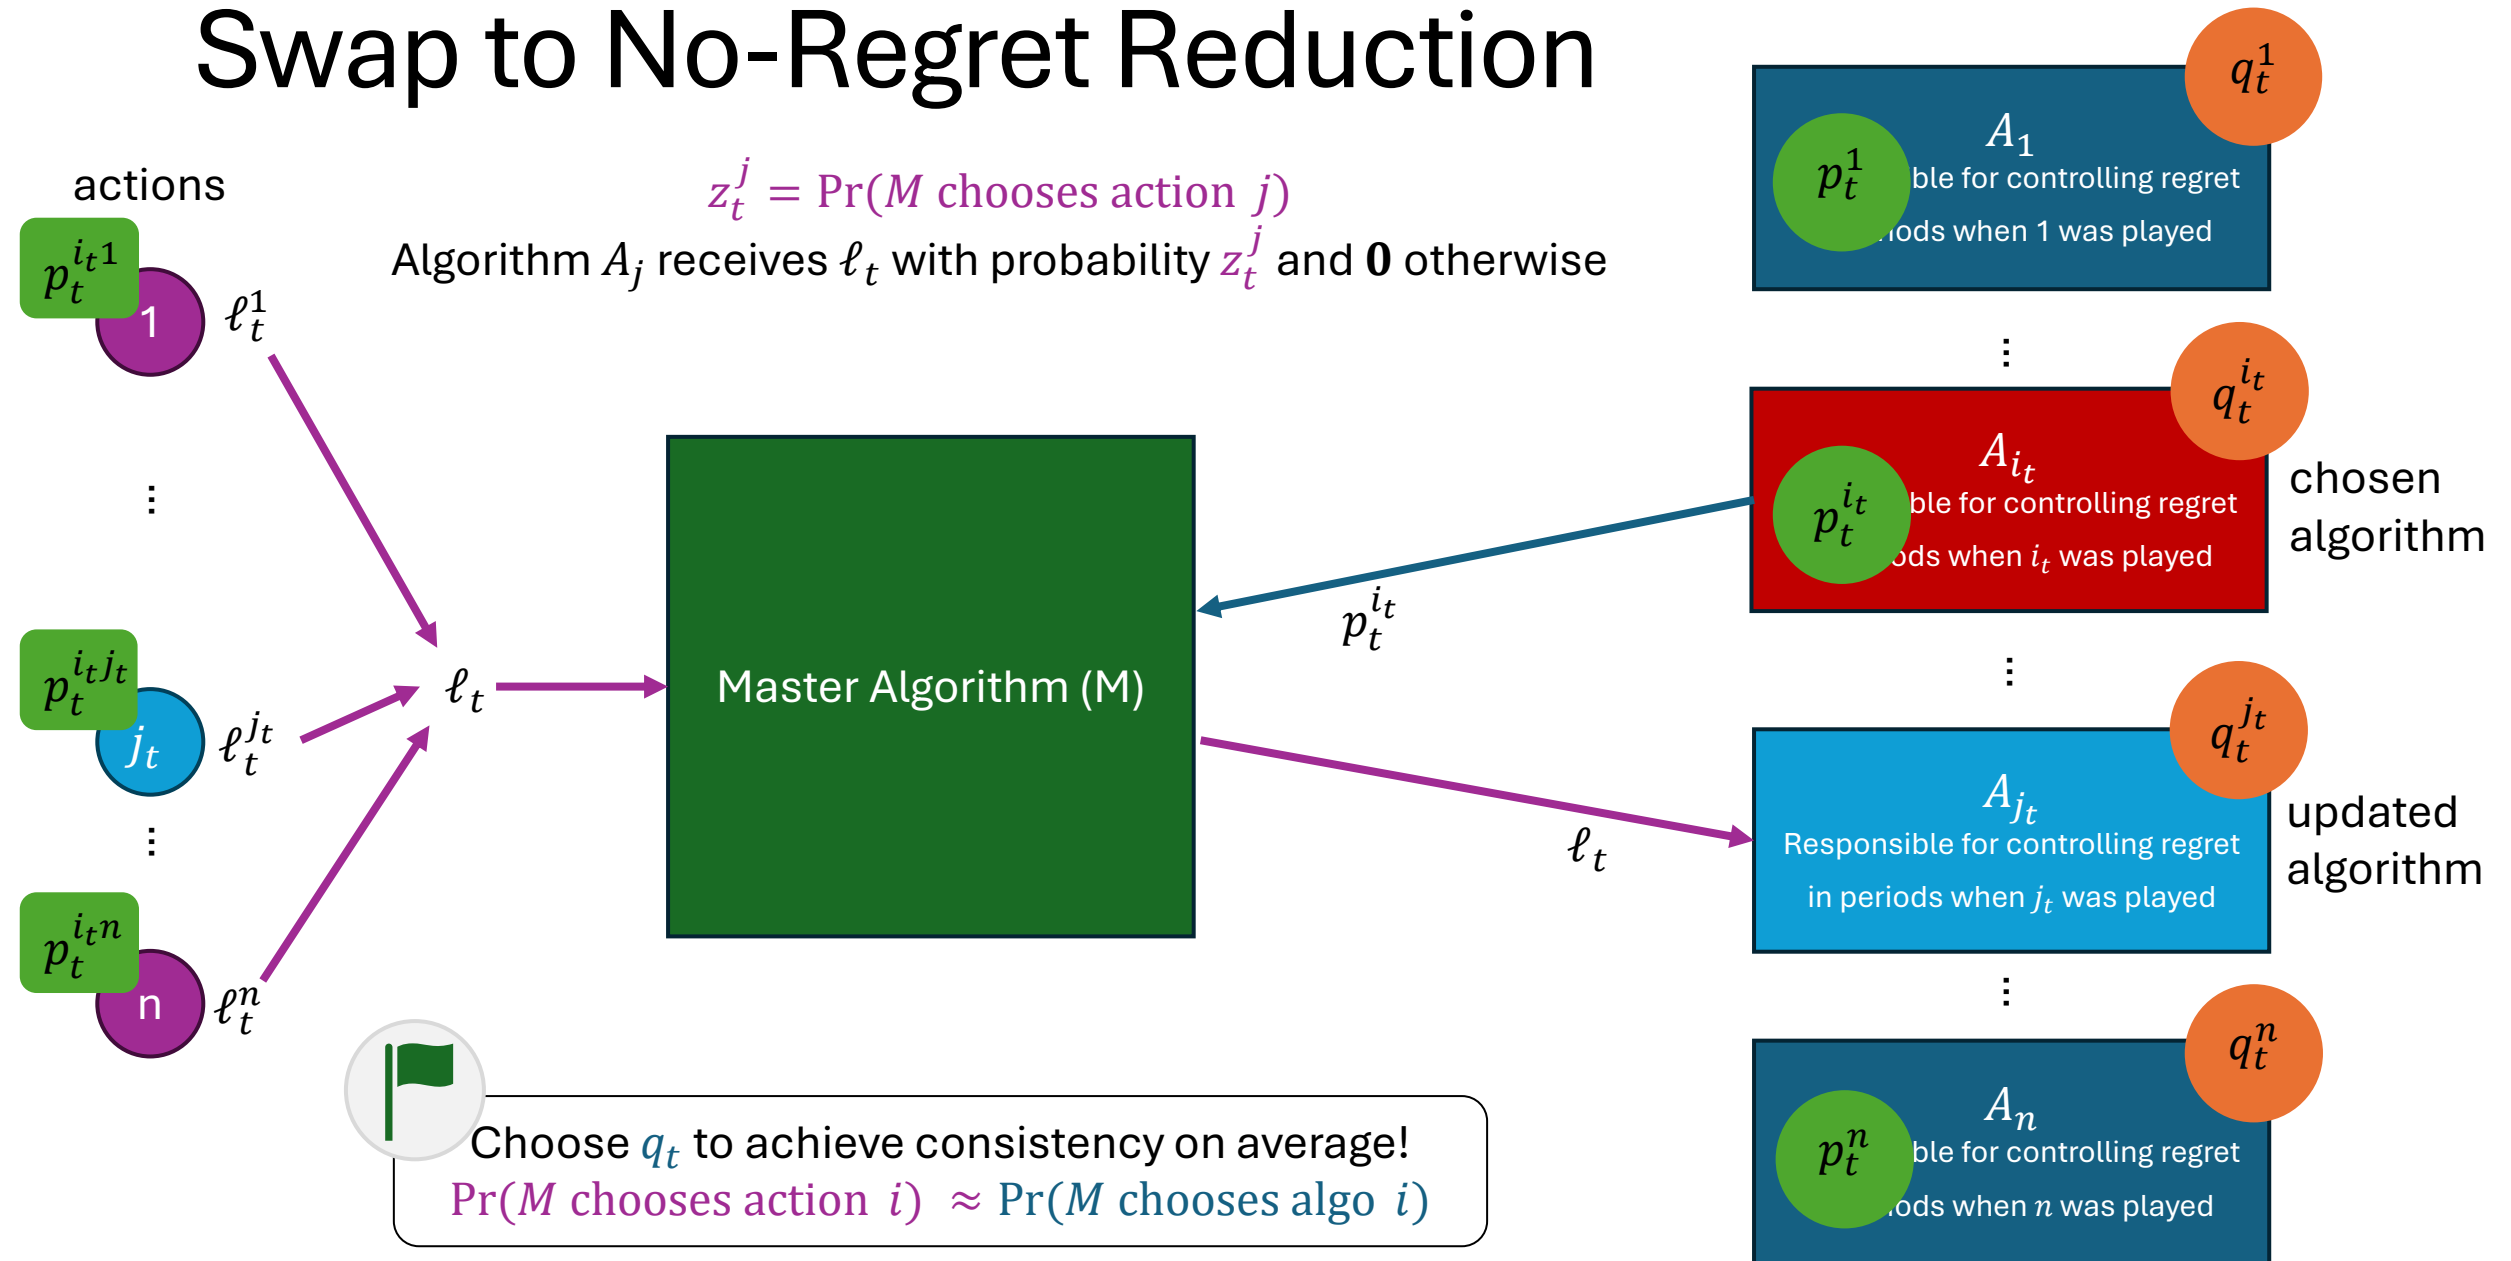 Swap to No-Regret Reduction
actions
z_t^j = Pr(M chooses action j)
Algorithm A_j receives ℓ_t with probability z_t^j and 0 otherwise
p_t^{i_t 1}
1
ℓ_t^1
⋮
p_t^{i_t j_t}
j_t
ℓ_t^{j_t}
⋮
p_t^{i_t n}
n
ℓ_t^n
ℓ_t
Master Algorithm (M)
p_t^{i_t}
ℓ_t
q_t^1
A_1
p_t^1
ble for controlling regret
iods when 1 was played
⋮
q_t^{i_t}
A_{i_t}
p_t^{i_t}
ble for controlling regret
ods when i_t was played
chosen
algorithm
⋮
q_t^{j_t}
A_{j_t}
Responsible for controlling regret
in periods when j_t was played
updated
algorithm
⋮
q_t^n
A_n
p_t^n
ble for controlling regret
iods when n was played
Choose q_t to achieve consistency on average!
Pr(M chooses action i) ≈ Pr(M chooses algo i)